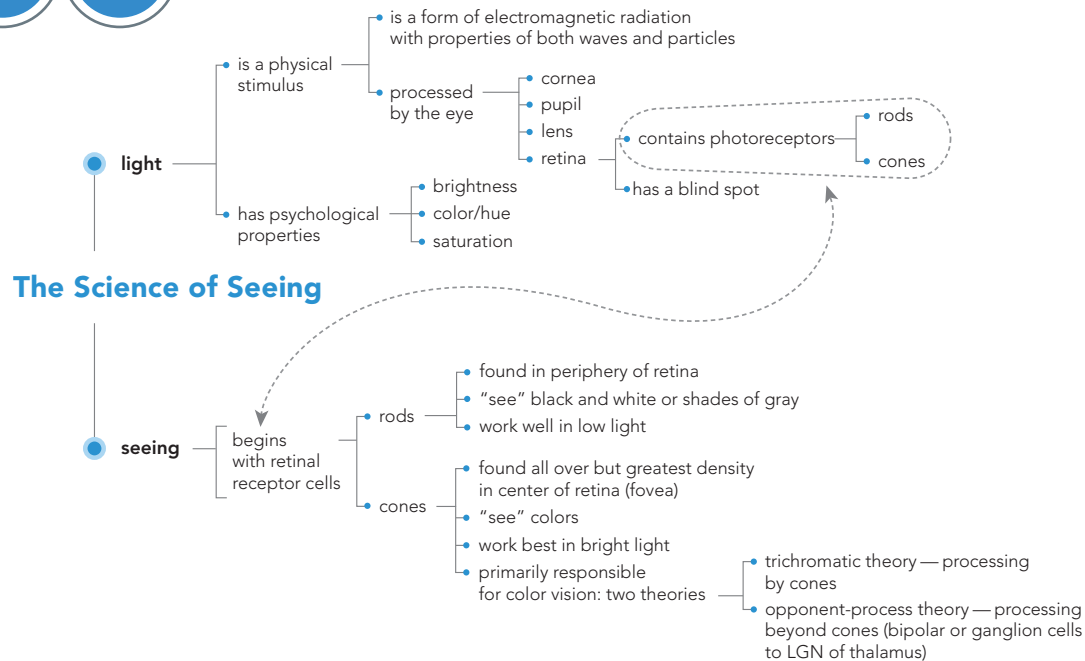 is a form of electromagnetic radiation
with properties of both waves and particles
is a physical
stimulus
processed
by the eye
cornea
pupil
lens
retina
contains photoreceptors
rods
cones
has a blind spot
light
has psychological
properties
brightness
color/hue
saturation
The Science of Seeing
seeing
begins
with retinal
receptor cells
rods
found in periphery of retina
“see” black and white or shades of gray
work well in low light
cones
found all over but greatest density
in center of retina (fovea)
“see” colors
work best in bright light
primarily responsible
for color vision: two theories
trichromatic theory — processing
by cones
opponent-process theory — processing
beyond cones (bipolar or ganglion cells
to LGN of thalamus)